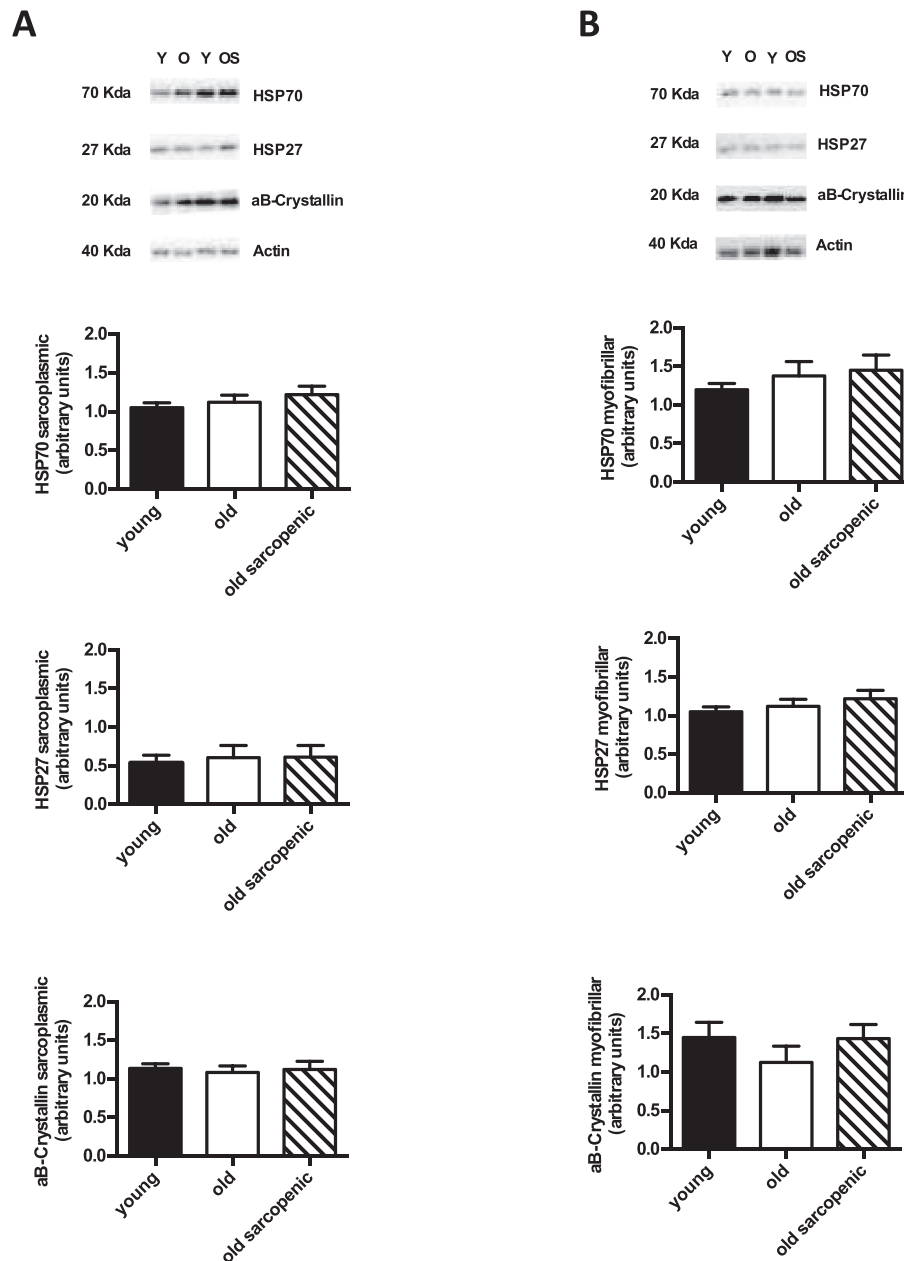 A
Y O Y OS
70 Kda HSP70
27 Kda HSP27
20 Kda aB-Crystallin
40 Kda Actin
HSP70 sarcoplasmic
(arbitrary units)
2.0
1.5
1.0
0.5
0.0
young
old
old sarcopenic
HSP27 sarcoplasmic
(arbitrary units)
2.0
1.5
1.0
0.5
0.0
young
old
old sarcopenic
aB-Crystallin sarcoplasmic
(arbitrary units)
2.0
1.5
1.0
0.5
0.0
young
old
old sarcopenic
B
Y O Y OS
70 Kda HSP70
27 Kda HSP27
20 Kda aB-Crystallin
40 Kda Actin
HSP70 myofibrillar
(arbitrary units)
2.0
1.5
1.0
0.5
0.0
young
old
old sarcopenic
HSP27 myofibrillar
(arbitrary units)
2.0
1.5
1.0
0.5
0.0
young
old
old sarcopenic
aB-Crystallin myofibrillar
(arbitrary units)
2.0
1.5
1.0
0.5
0.0
young
old
old sarcopenic